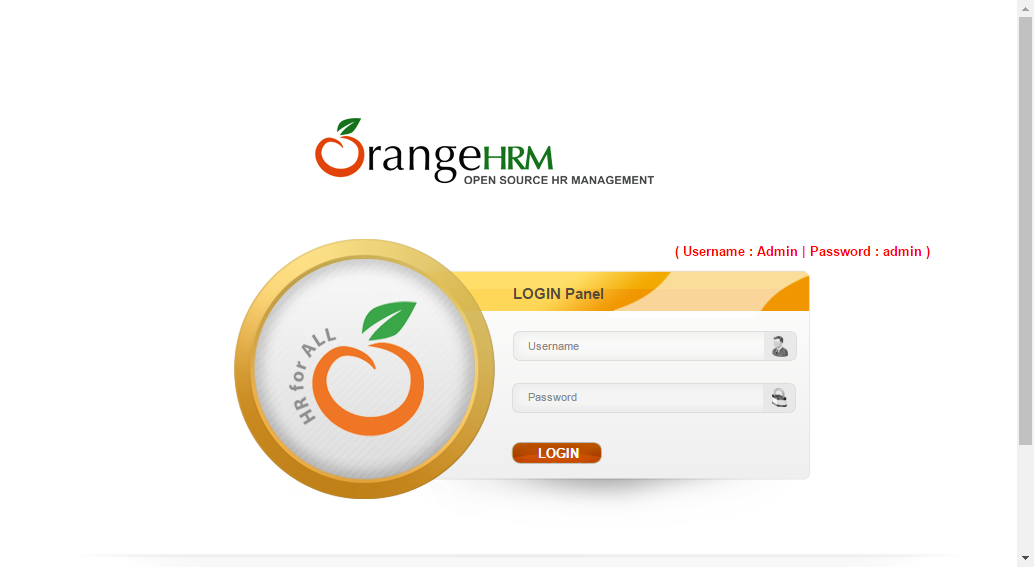 OrangeHRM
OPEN SOURCE HR MANAGEMENT
( Username : Admin | Password : admin )
LOGIN Panel
HR for ALL
Username
Password
LOGIN